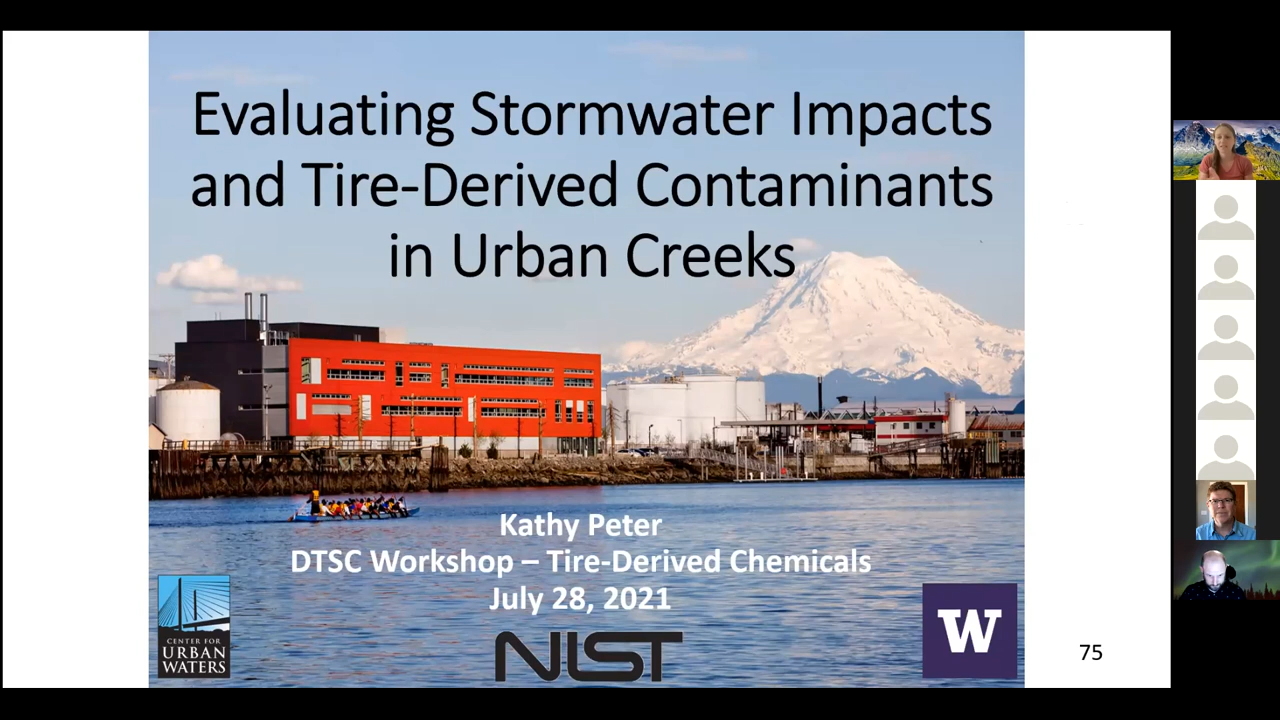 Evaluating Stormwater Impacts
and Tire-Derived Contaminants
in Urban Creeks
Kathy Peter
DTSC Workshop – Tire-Derived Chemicals
July 28, 2021
CENTER FOR
URBAN
WATERS
NIST
W
75